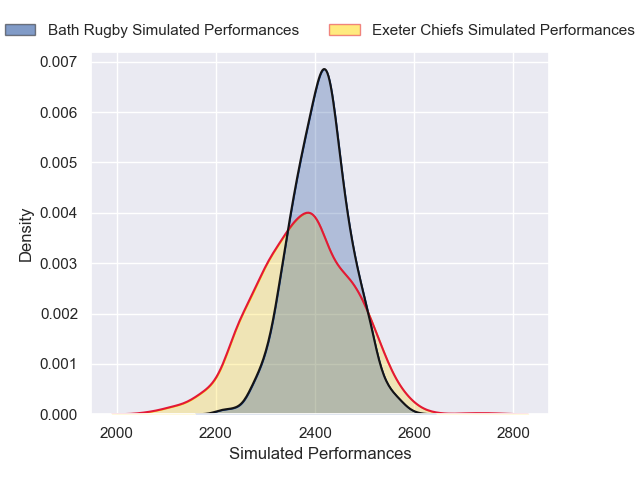 Bath Rugby Simulated Performances Exeter Chiefs Simulated Performances
0.007
0.006
0.005
0.004
0.003
0.002
0.001
0.000
Density
2000 2200 2400 2600 2800
Simulated Performances